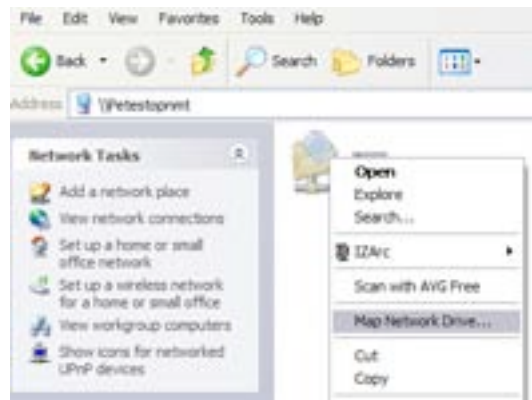 File Edit View Favorites Tools Help
Back Search Folders
Address \\Petestoprint
Network Tasks
Add a network place
View network connections
Set up a home or small
office network
Set up a wireless network
for a home or small office
View workgroup computers
Show icons for networked
UPnP devices
Open
Explore
Search...
IZArc
Scan with AVG Free
Map Network Drive...
Cut
Copy